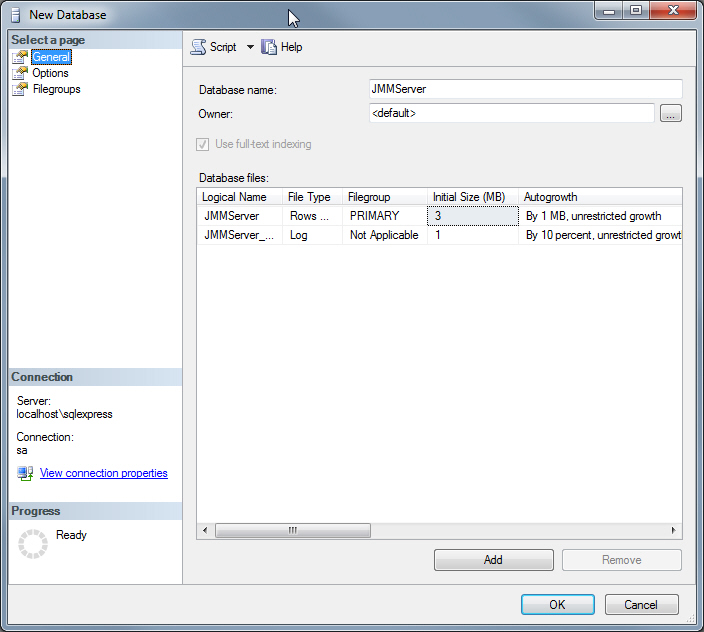 New Database
Select a page
General
Options
Filegroups
Script
Help
Database name:
JMMServer
Owner:
<default>
...
Use full-text indexing
Database files:
Logical Name File Type Filegroup Initial Size (MB) Autogrowth
JMMServer Rows ... PRIMARY 3 By 1 MB, unrestricted growth
JMMServer_... Log Not Applicable 1 By 10 percent, unrestricted growt
Connection
Server:
localhost\sqlexpress
Connection:
sa
View connection properties
Progress
Ready
Add
Remove
OK
Cancel